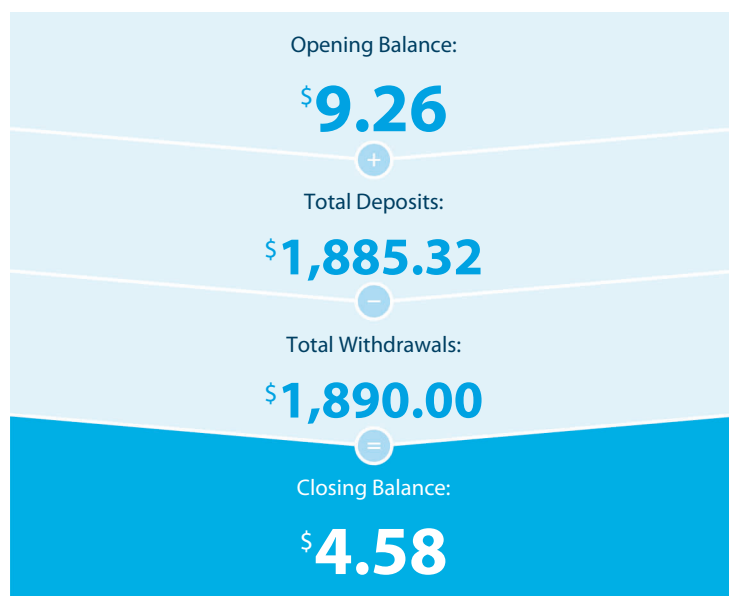 Opening Balance:
$9.26
+
Total Deposits:
$1,885.32
−
Total Withdrawals:
$1,890.00
=
Closing Balance:
$4.58